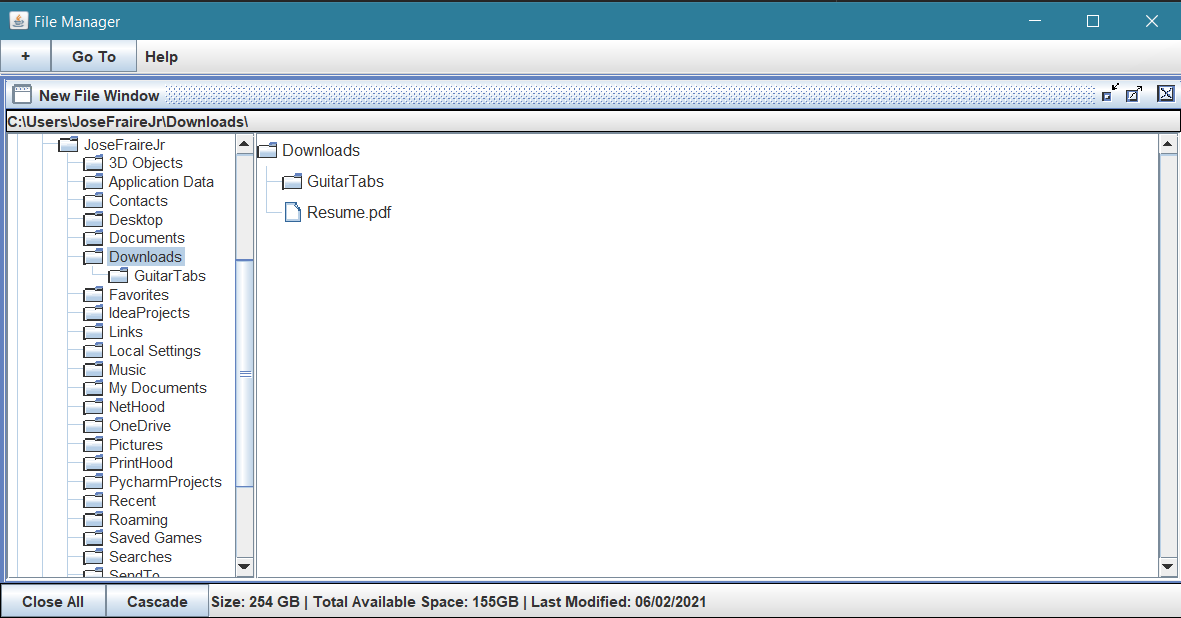 File Manager
+ Go To Help
New File Window
C:\Users\JoseFraireJr\Downloads\
JoseFraireJr
3D Objects
Application Data
Contacts
Desktop
Documents
Downloads
GuitarTabs
Favorites
IdeaProjects
Links
Local Settings
Music
My Documents
NetHood
OneDrive
Pictures
PrintHood
PycharmProjects
Recent
Roaming
Saved Games
Searches
SendTo
Downloads
GuitarTabs
Resume.pdf
Close All Cascade Size: 254 GB | Total Available Space: 155GB | Last Modified: 06/02/2021